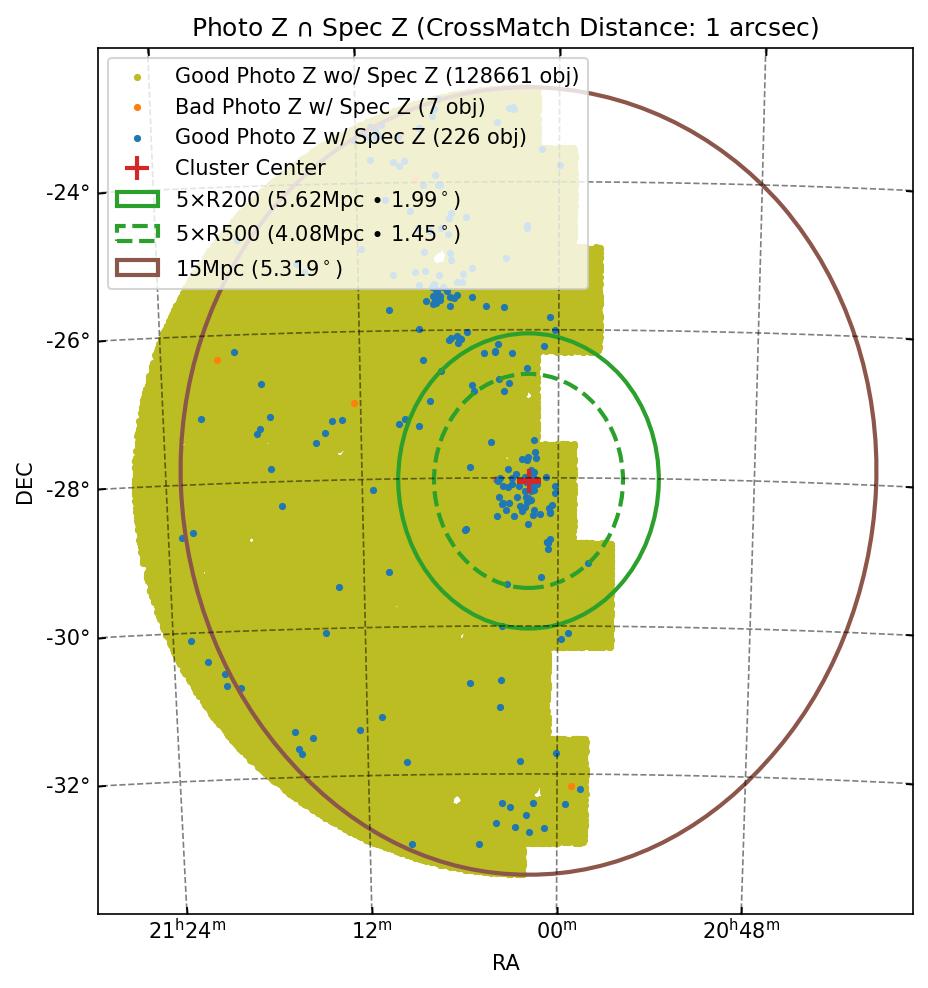 Photo Z ∩ Spec Z (CrossMatch Distance: 1 arcsec)
Good Photo Z wo/ Spec Z (128661 obj)
Bad Photo Z w/ Spec Z (7 obj)
Good Photo Z w/ Spec Z (226 obj)
Cluster Center
5×R200 (5.62Mpc • 1.99°)
5×R500 (4.08Mpc • 1.45°)
15Mpc (5.319°)
-24°
-26°
-28°
-30°
-32°
DEC
21ʰ24ᵐ 12ᵐ 00ᵐ 20ʰ48ᵐ
RA